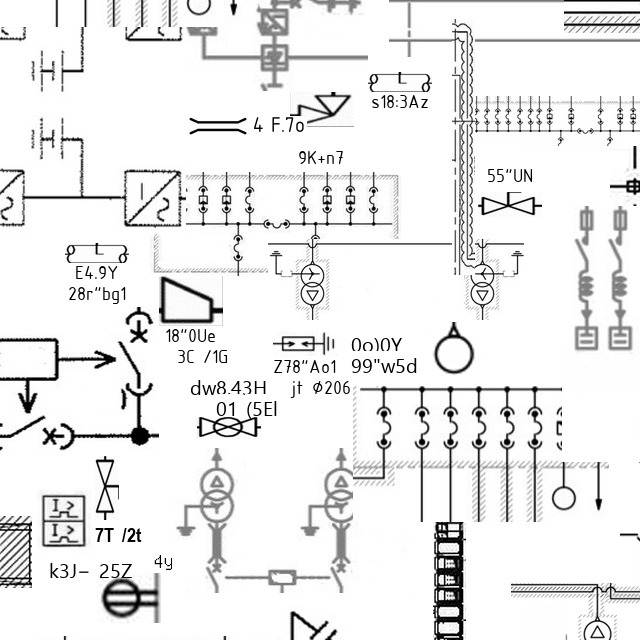 s18:3Az
4 F.7o
9K+n7
55"UN
E4.9Y
28r"bg1
18"0Ue
3C /1G
Z78"Ao1
jt Ø206
0o)0Y
99"w5d
dw8.43H
01 (5El
7T /2t
k3J- 25Z
4y